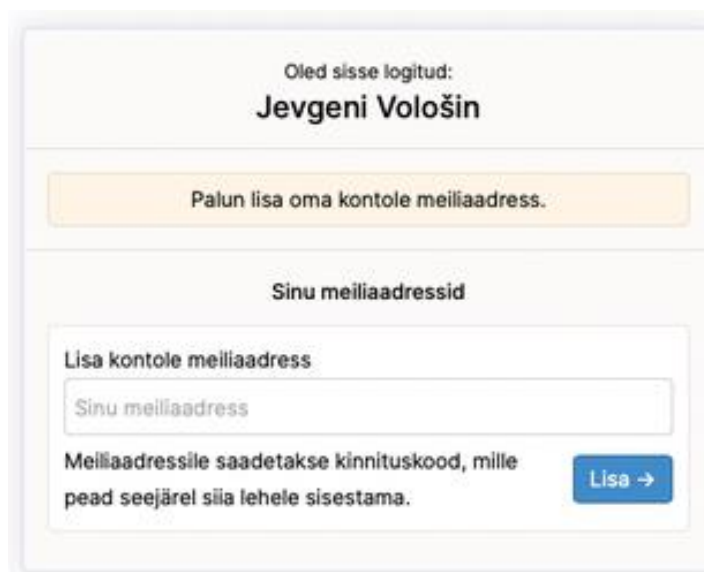 Oled sisse logitud:
Jevgeni Vološin
Palun lisa oma kontole meiliaadress.
Sinu meiliaadressid
Lisa kontole meiliaadress
Sinu meiliaadress
Meiliaadressile saadetakse kinnituskood, mille
pead seejärel siia lehele sisestama.
Lisa →